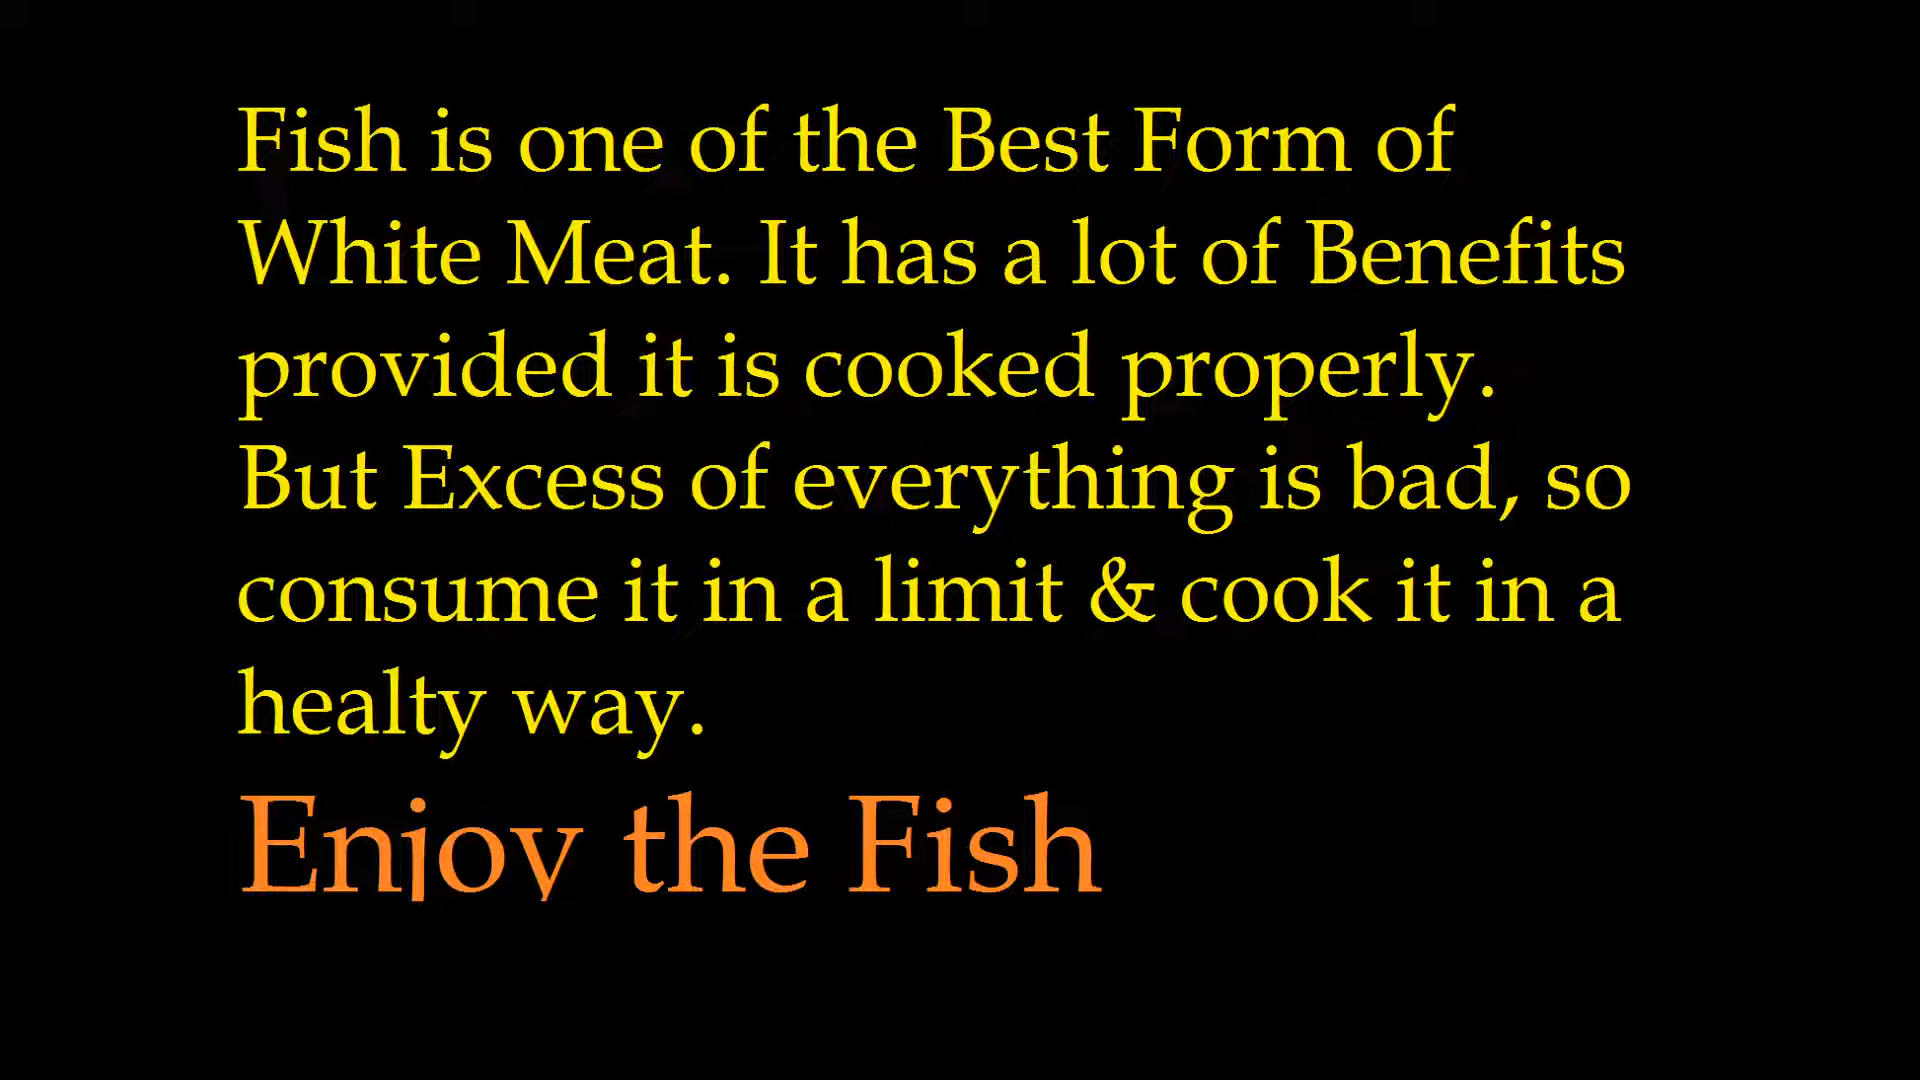 Fish is one of the Best Form of
White Meat. It has a lot of Benefits
provided it is cooked properly.
But Excess of everything is bad, so
consume it in a limit & cook it in a
healty way.
Enjoy the Fish